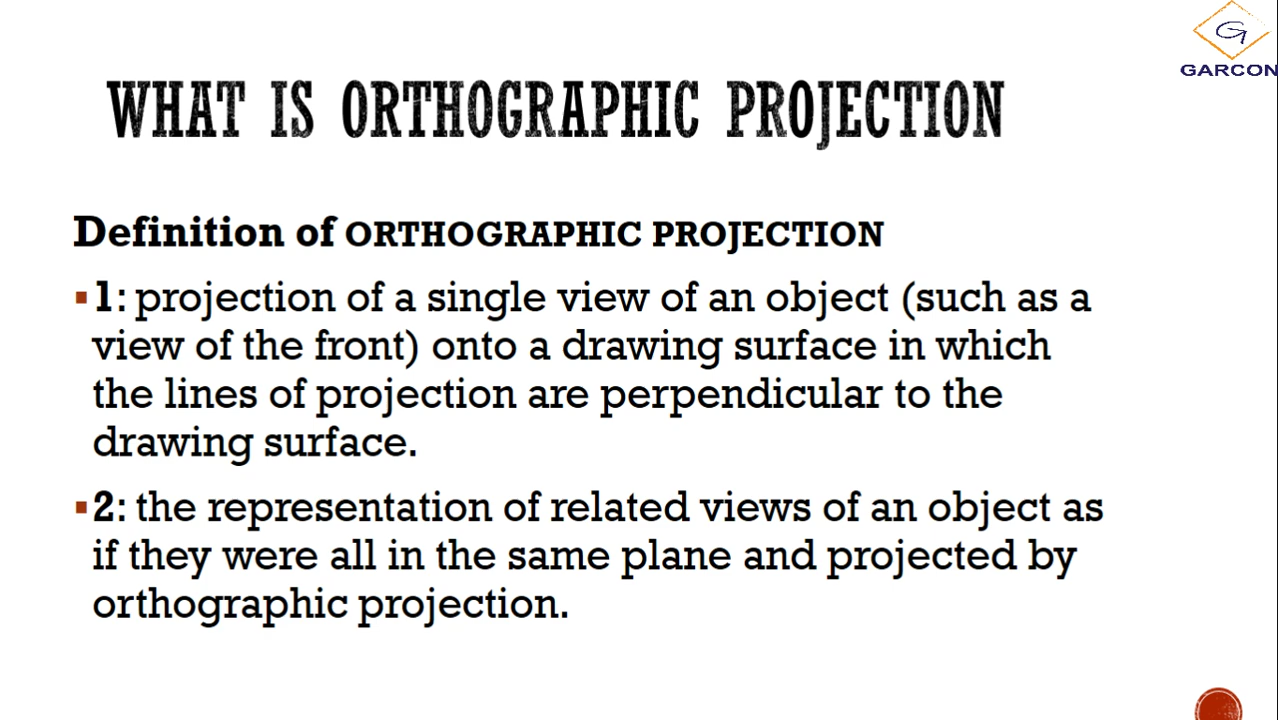 G
GARCON
WHAT IS ORTHOGRAPHIC PROJECTION
Definition of ORTHOGRAPHIC PROJECTION
1: projection of a single view of an object (such as a
view of the front) onto a drawing surface in which
the lines of projection are perpendicular to the
drawing surface.
2: the representation of related views of an object as
if they were all in the same plane and projected by
orthographic projection.